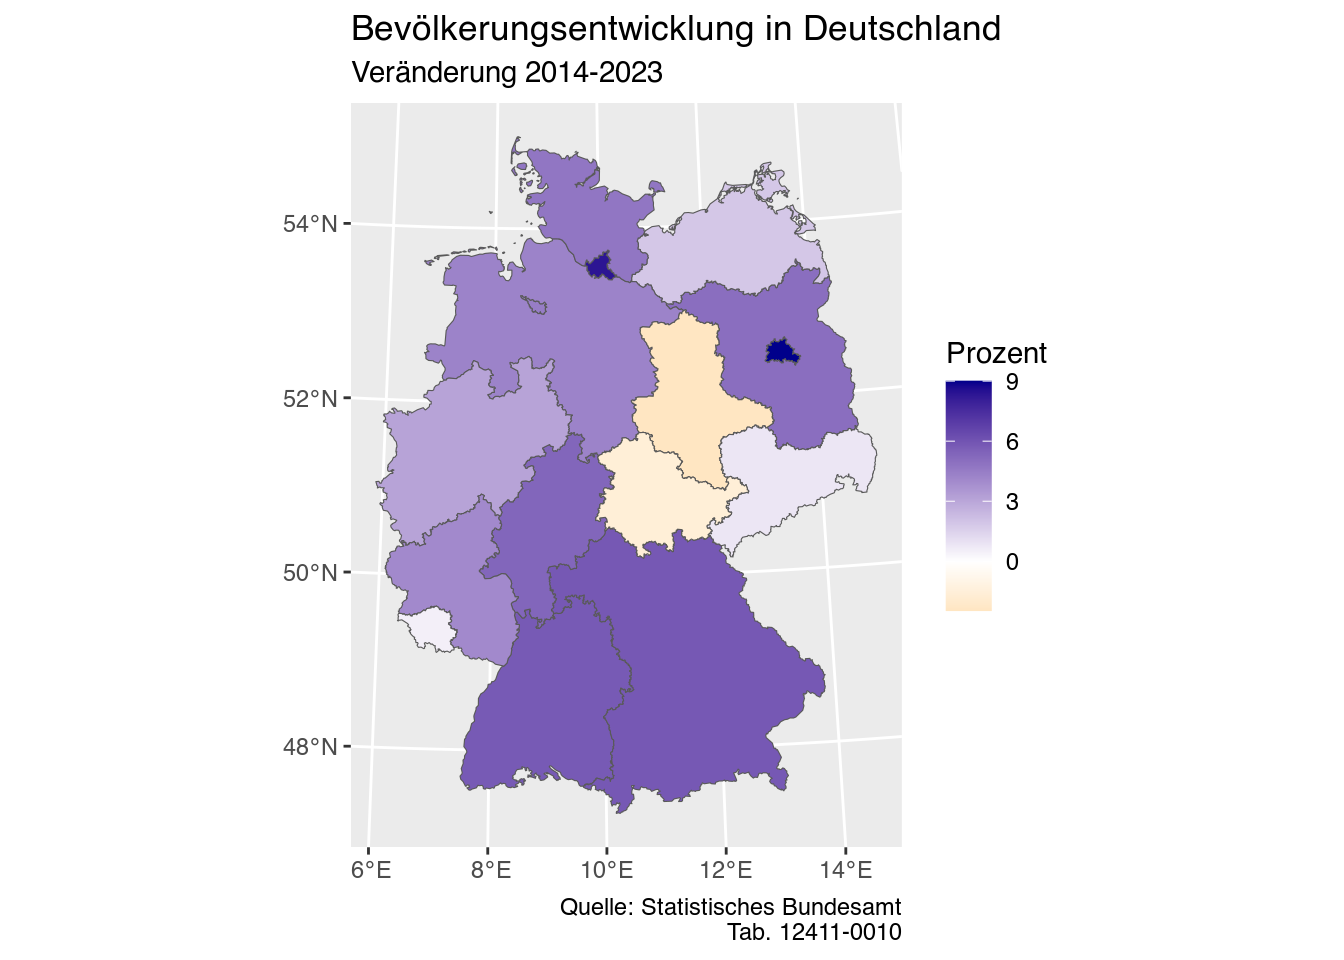 Bevölkerungsentwicklung in Deutschland
Veränderung 2014-2023
54°N
52°N
50°N
48°N
6°E 8°E 10°E 12°E 14°E
Prozent
9
6
3
0
Quelle: Statistisches Bundesamt
Tab. 12411-0010